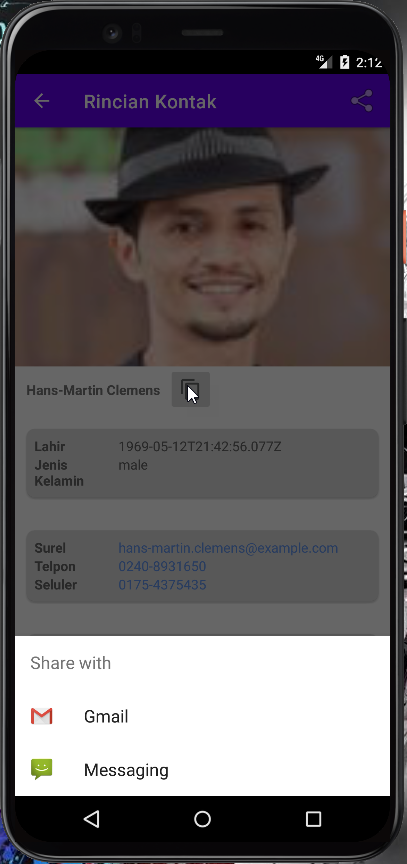 4G 2:12
Rincian Kontak
Hans-Martin Clemens
Lahir 1969-05-12T21:42:56.077Z
Jenis male
Kelamin
Surel hans-martin.clemens@example.com
Telpon 0240-8931650
Seluler 0175-4375435
Share with
Gmail
Messaging